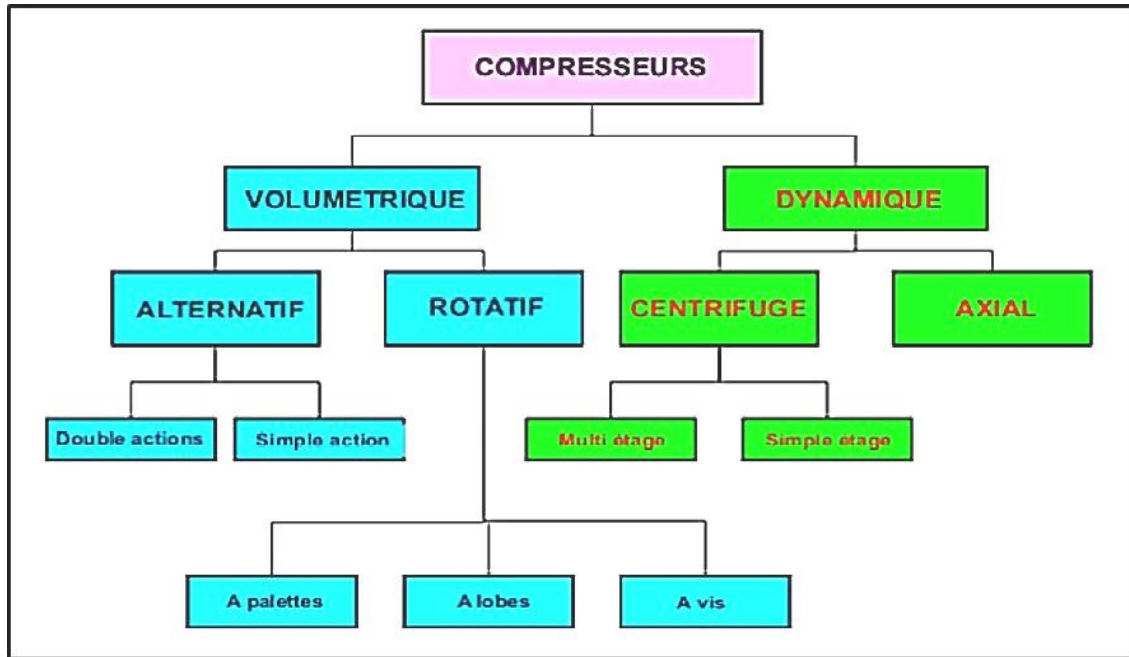 COMPRESSEURS
VOLUMETRIQUE
DYNAMIQUE
ALTERNATIF
ROTATIF
CENTRIFUGE
AXIAL
Double actions
Simple action
Multi étage
Simple étage
A palettes
A lobes
A vis